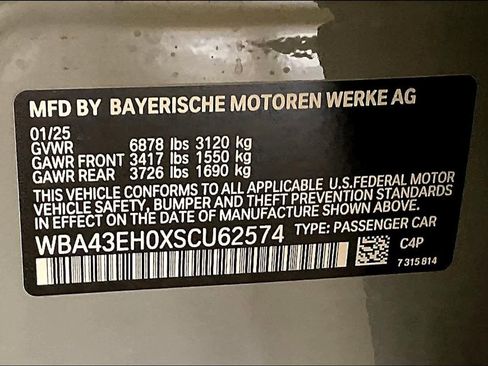 MFD BY BAYERISCHE MOTOREN WERKE AG
01/25
GVWR 6878 lbs 3120 kg
GAWR FRONT 3417 lbs 1550 kg
GAWR REAR 3726 lbs 1690 kg
THIS VEHICLE CONFORMS TO ALL APPLICABLE U.S.FEDERAL MOTOR
VEHICLE SAFETY, BUMPER AND THEFT PREVENTION STANDARDS
IN EFFECT ON THE DATE OF MANUFACTURE SHOWN ABOVE.
WBA43EH0XSCU62574 TYPE: PASSENGER CAR
C4P
7 315 814